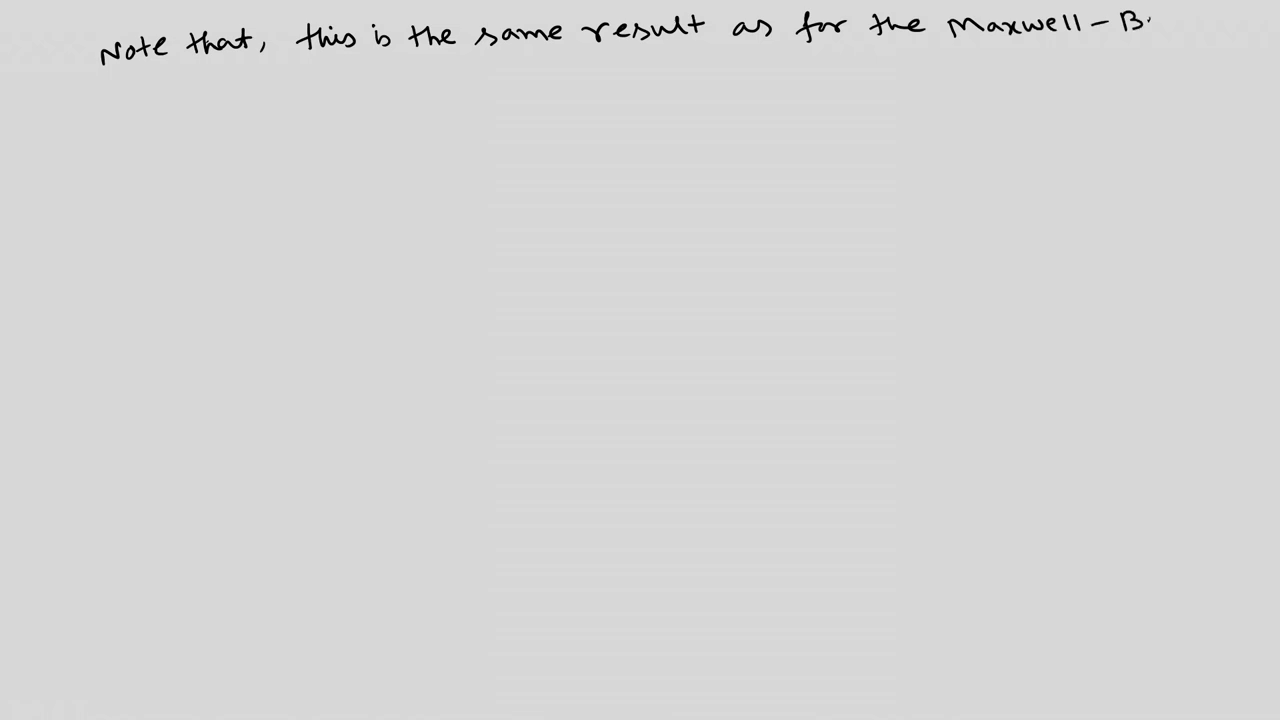 Note that, this is the same result as for the Maxwell - B.